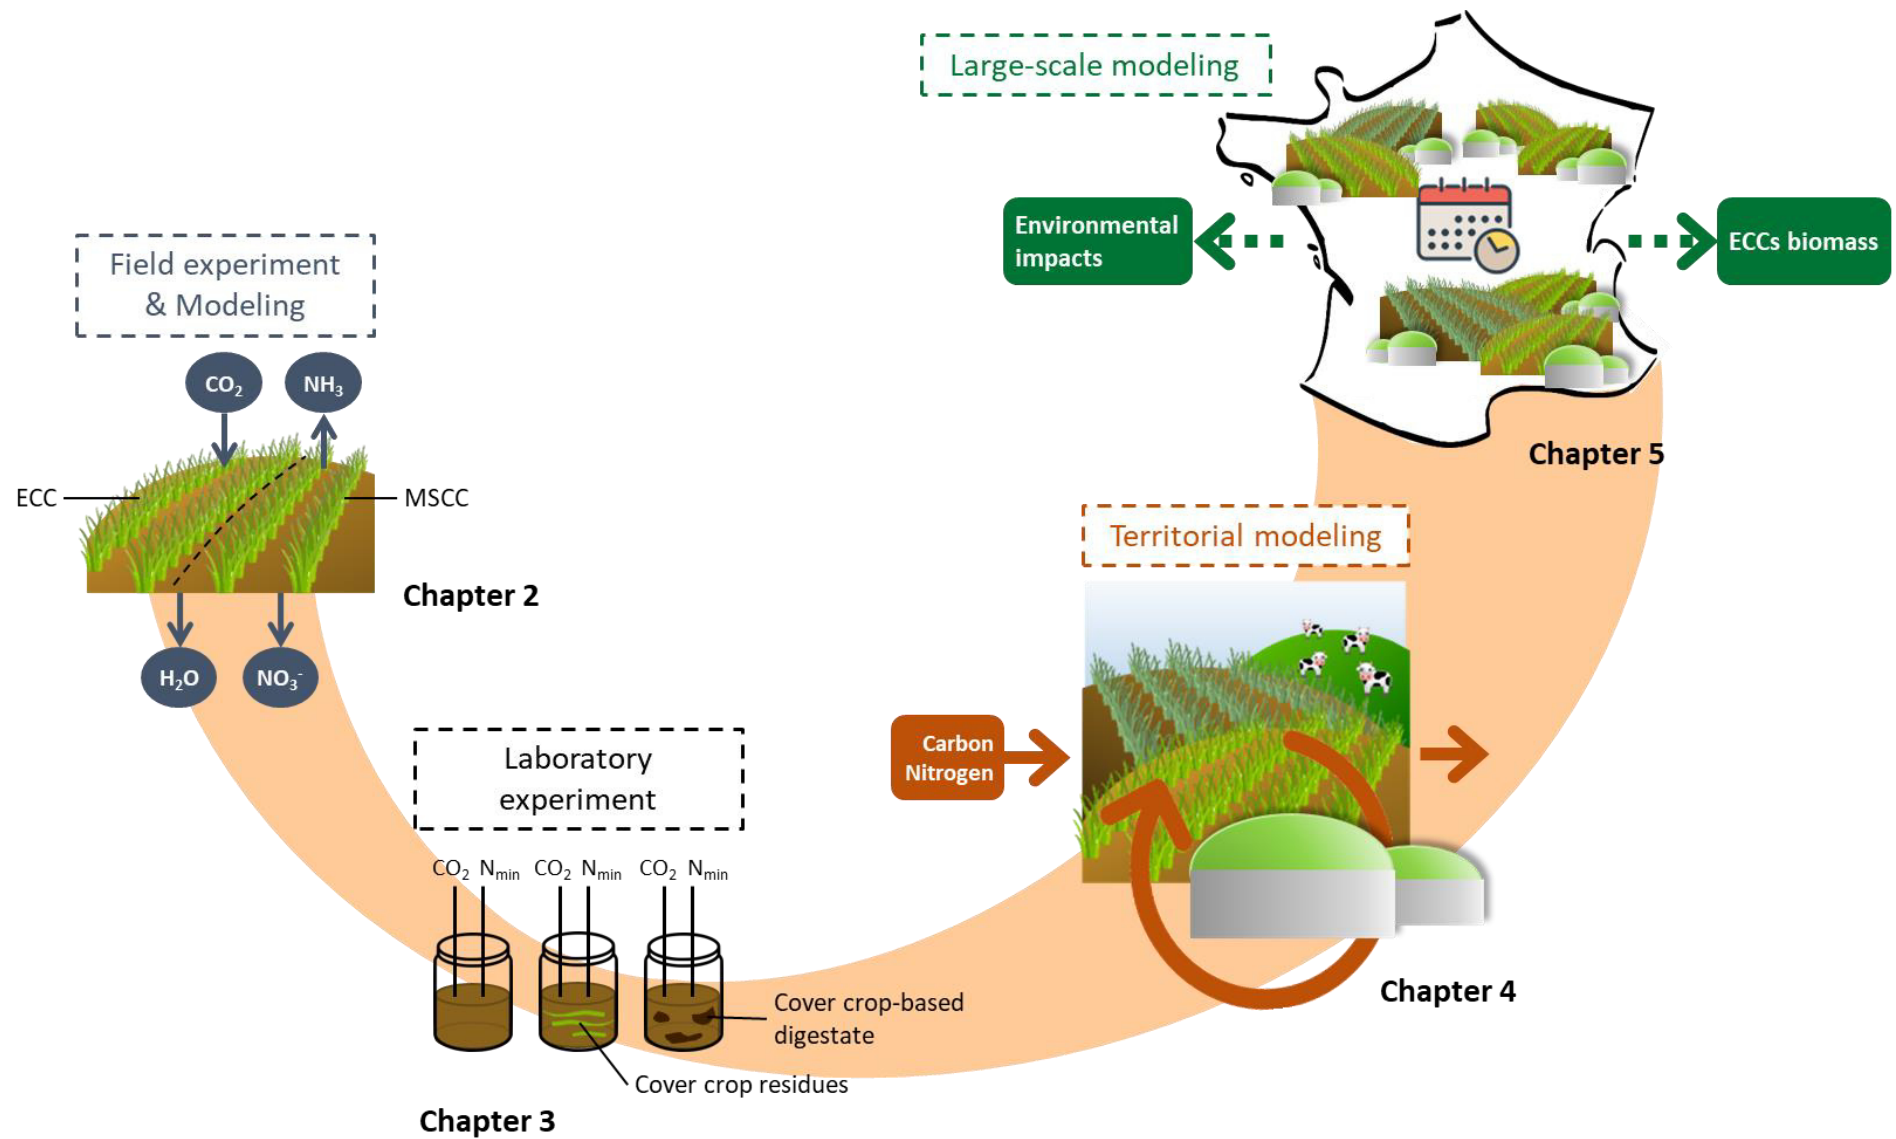 Field experiment
& Modeling
CO₂
NH₃
ECC
MSCC
Chapter 2
H₂O
NO₃⁻
Laboratory
experiment
CO₂ Nmin CO₂ Nmin CO₂ Nmin
Cover crop-based
digestate
Cover crop residues
Chapter 3
Territorial modeling
Carbon
Nitrogen
Chapter 4
Large-scale modeling
Environmental
impacts
ECCs biomass
Chapter 5